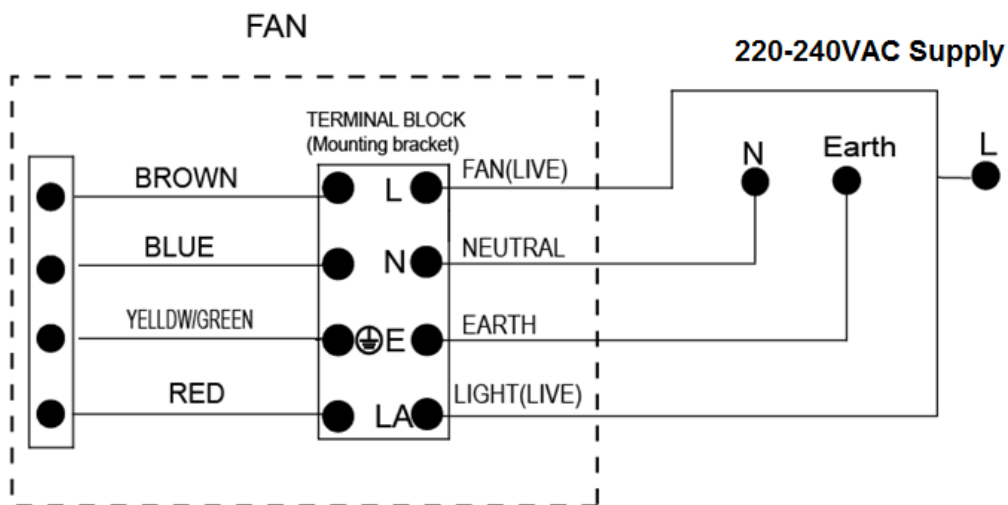 FAN
220-240VAC Supply
TERMINAL BLOCK
(Mounting bracket)
BROWN
L
FAN(LIVE)
N
Earth
L
BLUE
N
NEUTRAL
YELLDW/GREEN
E
EARTH
RED
LA
LIGHT(LIVE)